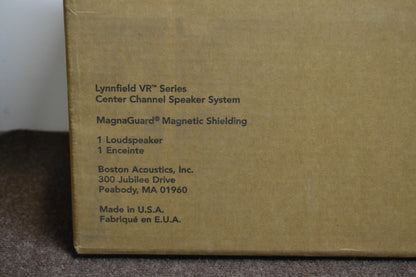 Lynnfield VR™ Series
Center Channel Speaker System
MagnaGuard® Magnetic Shielding
1 Loudspeaker
1 Enceinte
Boston Acoustics, Inc.
300 Jubilee Drive
Peabody, MA 01960
Made in U.S.A.
Fabriqué en E.U.A.